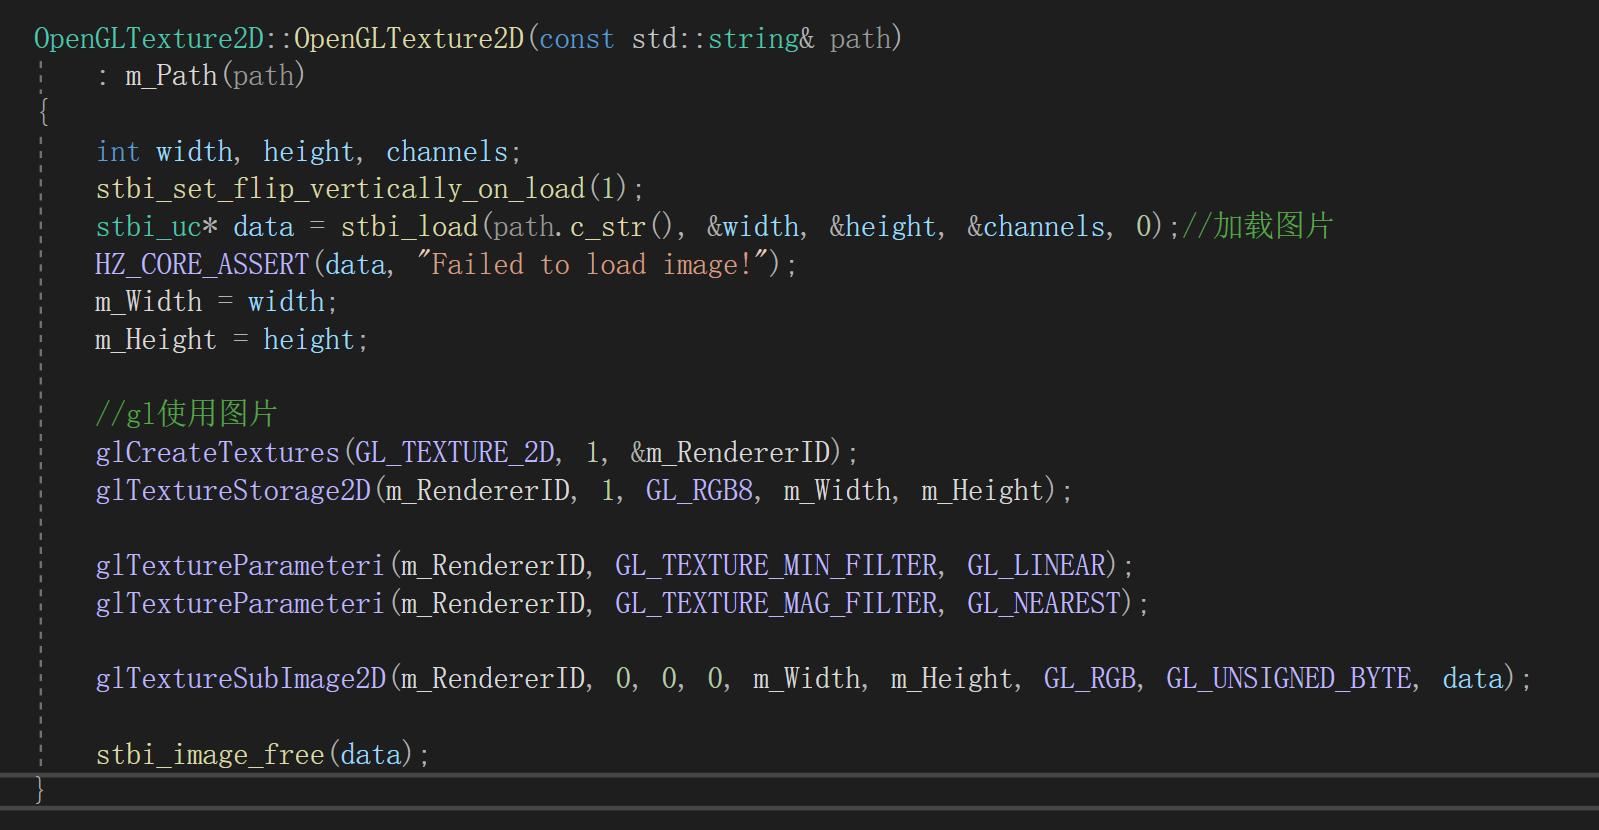 OpenGLTexture2D::OpenGLTexture2D(const std::string& path)
: m_Path(path)
{
int width, height, channels;
stbi_set_flip_vertically_on_load(1);
stbi_uc* data = stbi_load(path.c_str(), &width, &height, &channels, 0);//加载图片
HZ_CORE_ASSERT(data, "Failed to load image!");
m_Width = width;
m_Height = height;
//gl使用图片
glCreateTextures(GL_TEXTURE_2D, 1, &m_RendererID);
glTextureStorage2D(m_RendererID, 1, GL_RGB8, m_Width, m_Height);
glTextureParameteri(m_RendererID, GL_TEXTURE_MIN_FILTER, GL_LINEAR);
glTextureParameteri(m_RendererID, GL_TEXTURE_MAG_FILTER, GL_NEAREST);
glTextureSubImage2D(m_RendererID, 0, 0, 0, m_Width, m_Height, GL_RGB, GL_UNSIGNED_BYTE, data);
stbi_image_free(data);
}